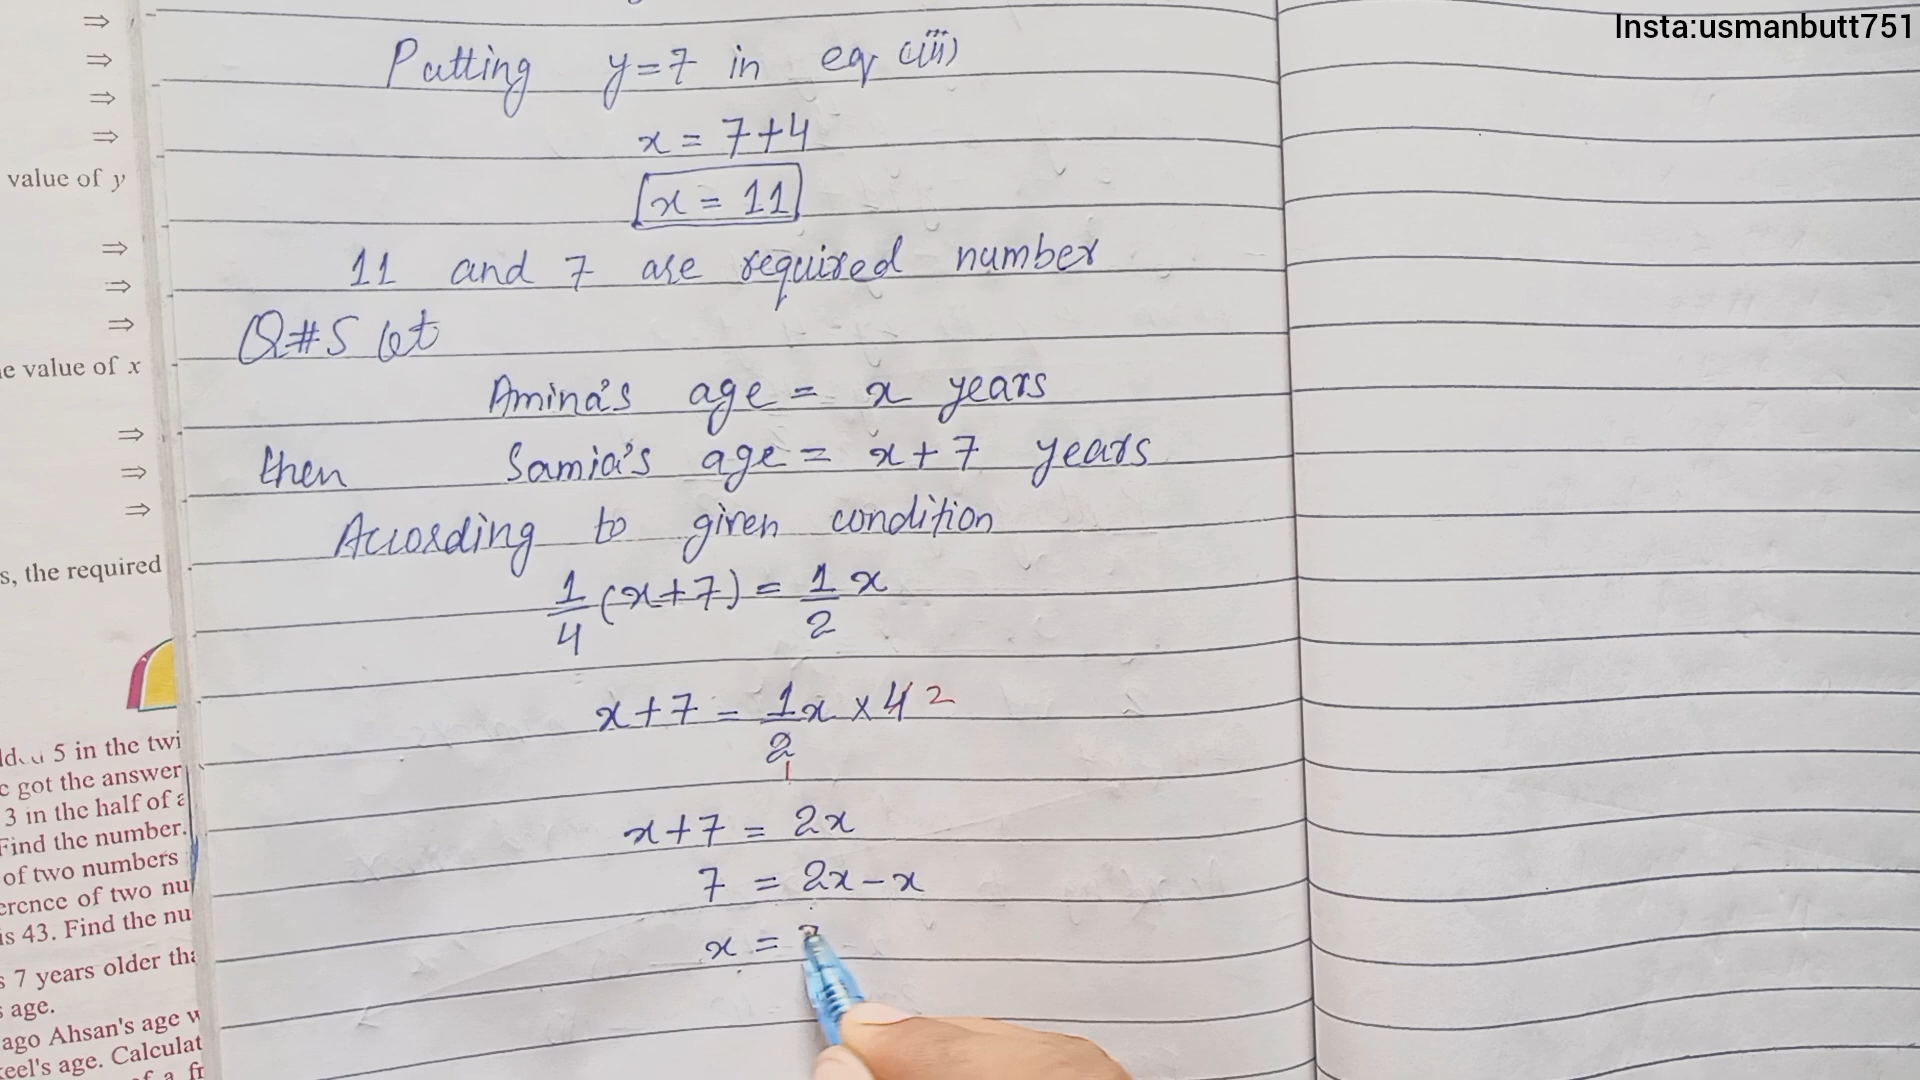 Insta:usmanbutt751
Putting y=7 in eq (iii)
x = 7+4
x = 11
11 and 7 are required number
Q#5 let
Amina's age = x years
then Samia's age = x+7 years
According to given condition
1/4 (x+7) = 1/2 x
x+7 = 1/2 x × 4 2
1
x+7 = 2x
7 = 2x-x
x =
⇒
⇒
⇒
⇒
value of y
⇒
⇒
⇒
value of x
⇒
⇒
⇒
s, the required
5 in the twi
got the answer
3 in the half of
Find the number.
of two numbers
of two nu
is 43. Find the nu
s 7 years older tha
age.
ago Ahsan's age w
eel's age. Calculat
of a fr